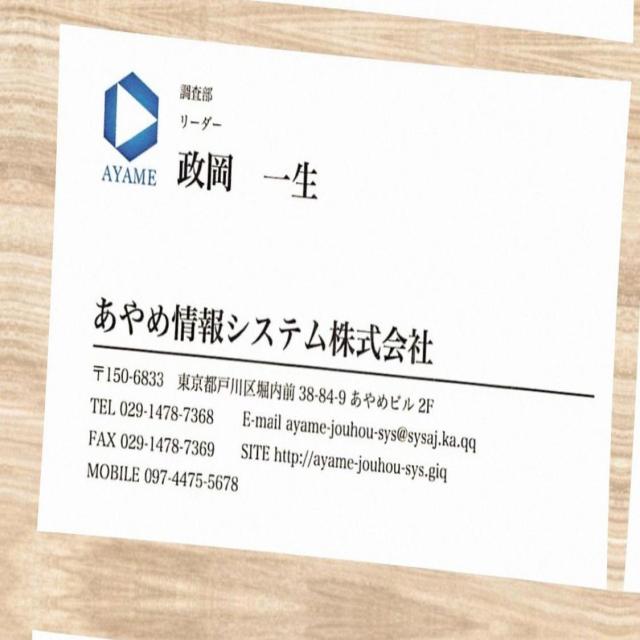 調査部
リーダー
AYAME
政岡 一生
あやめ情報システム株式会社
〒150-6833 東京都戸川区堀内前 38-84-9 あやめビル 2F
TEL 029-1478-7368 E-mail ayame-jouhou-sys@sysaj.ka.qq
FAX 029-1478-7369 SITE http://ayame-jouhou-sys.giq
MOBILE 097-4475-5678